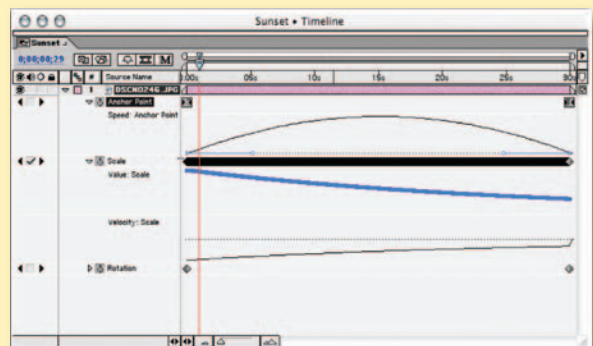 Sunset • Timeline
Sunset
0;00;00;29
M
# Source Name
0:00s 05s 10s 15s 25s 30s
1 DSCN0246.JPG
Anchor Point
Speed: Anchor Point
Scale
Value: Scale
Velocity: Scale
Rotation